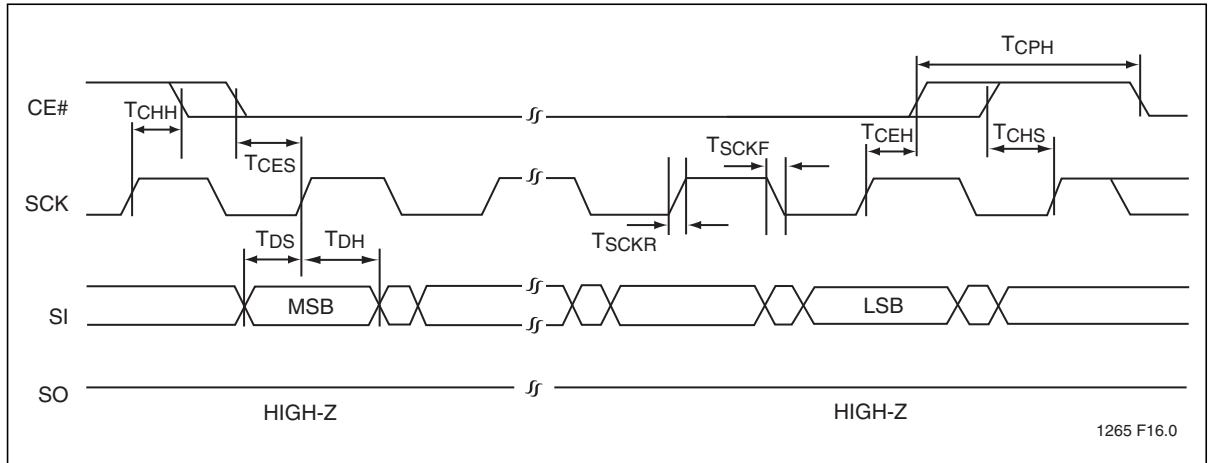 TCPH
CE#
TCHH
TCES
TSCKF
TCEH
TCHS
SCK
TSCKR
TDS
TDH
SI
MSB
LSB
SO
HIGH-Z
HIGH-Z
1265 F16.0